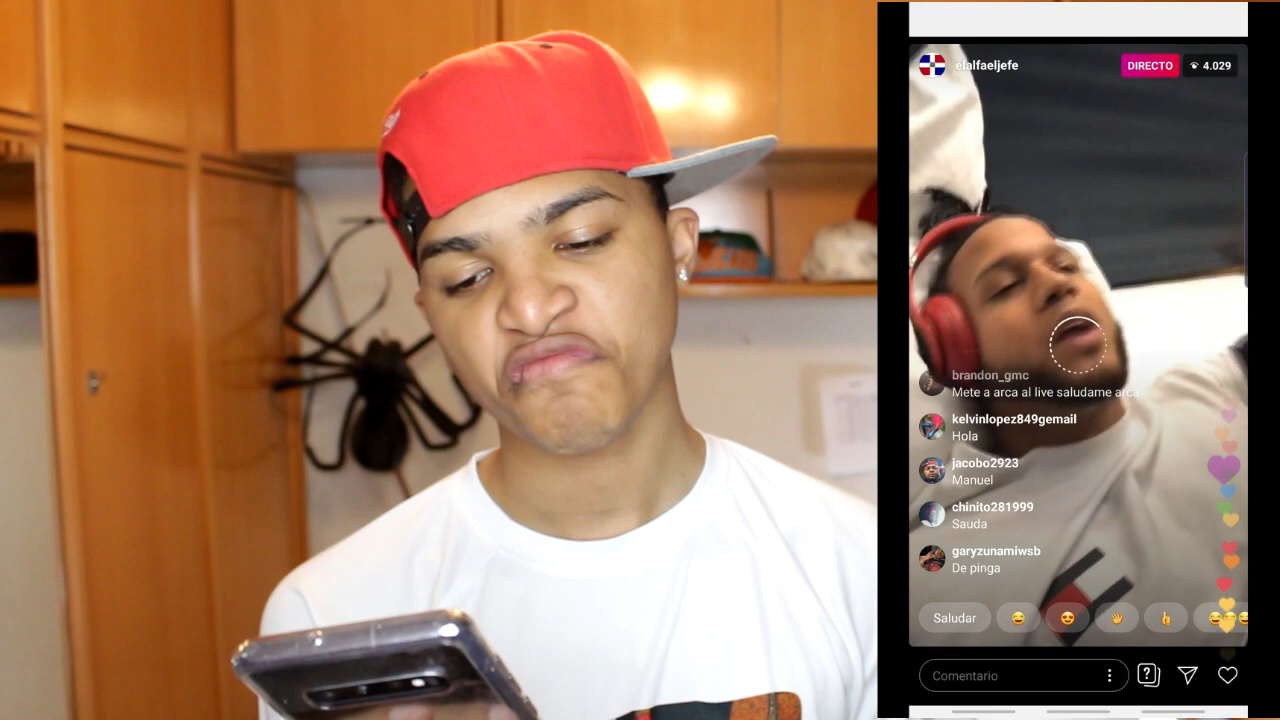 elalfaeljefe
DIRECTO
4.029
brandon_gmc
Mete a arca al live saludame arca
kelvinlopez849gemail
Hola
jacobo2923
Manuel
chinito281999
Sauda
garyzunamiwsb
De pinga
Saludar
Comentario
?